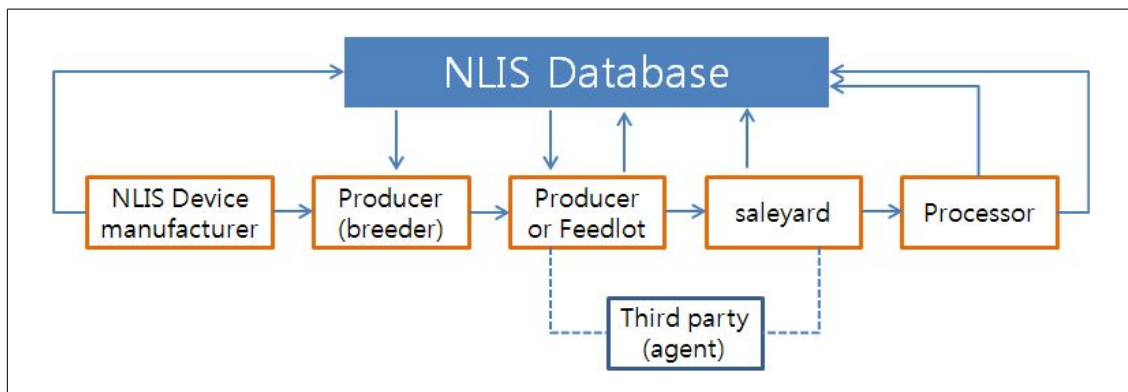 NLIS Database
NLIS Device
manufacturer
Producer
(breeder)
Producer
or Feedlot
saleyard
Processor
Third party
(agent)